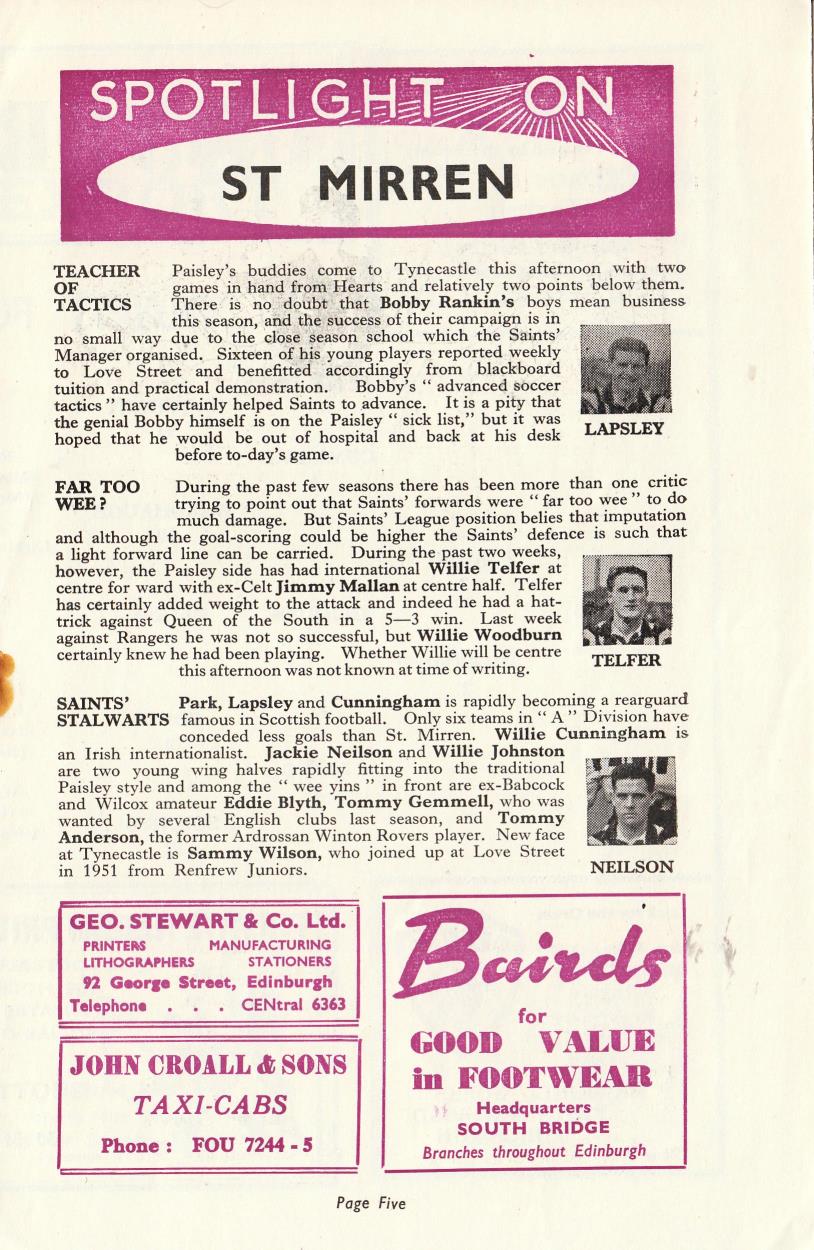 SPOTLIGHT ON
ST MIRREN
TEACHER OF TACTICS
Paisley's buddies come to Tynecastle this afternoon with two
games in hand from Hearts and relatively two points below them.
There is no doubt that Bobby Rankin's boys mean business
this season, and the success of their campaign is in
no small way due to the close season school which the Saints'
Manager organised. Sixteen of his young players reported weekly
to Love Street and benefitted accordingly from blackboard
tuition and practical demonstration. Bobby's " advanced soccer
tactics " have certainly helped Saints to advance. It is a pity that
the genial Bobby himself is on the Paisley " sick list," but it was
hoped that he would be out of hospital and back at his desk
before to-day's game.
LAPSLEY
FAR TOO WEE?
During the past few seasons there has been more than one critic
trying to point out that Saints' forwards were " far too wee " to do
much damage. But Saints' League position belies that imputation
and although the goal-scoring could be higher the Saints' defence is such that
a light forward line can be carried. During the past two weeks,
however, the Paisley side has had international Willie Telfer at
centre for ward with ex-Celt Jimmy Mallan at centre half. Telfer
has certainly added weight to the attack and indeed he had a hat-
trick against Queen of the South in a 5—3 win. Last week
against Rangers he was not so successful, but Willie Woodburn
certainly knew he had been playing. Whether Willie will be centre
this afternoon was not known at time of writing.
TELFER
SAINTS' STALWARTS
Park, Lapsley and Cunningham is rapidly becoming a rearguard
famous in Scottish football. Only six teams in " A " Division have
conceded less goals than St. Mirren. Willie Cunningham is
an Irish internationalist. Jackie Neilson and Willie Johnston
are two young wing halves rapidly fitting into the traditional
Paisley style and among the " wee yins " in front are ex-Babcock
and Wilcox amateur Eddie Blyth, Tommy Gemmell, who was
wanted by several English clubs last season, and Tommy
Anderson, the former Ardrossan Winton Rovers player. New face
at Tynecastle is Sammy Wilson, who joined up at Love Street
in 1951 from Renfrew Juniors.
NEILSON
GEO. STEWART & Co. Ltd.
PRINTERS MANUFACTURING
LITHOGRAPHERS STATIONERS
92 George Street, Edinburgh
Telephone . . . CENtral 6363
JOHN CROALL & SONS
TAXI-CABS
Phone : FOU 7244 - 5
Bairds
for
GOOD VALUE
in FOOTWEAR
Headquarters
SOUTH BRIDGE
Branches throughout Edinburgh
Page Five